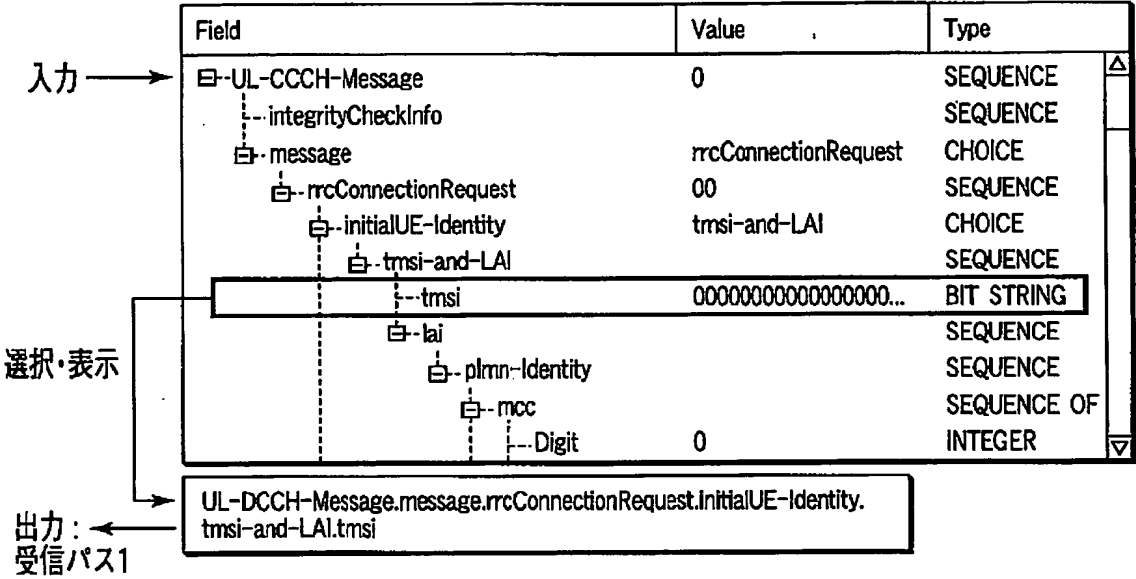 Field Value Type
入力 UL-CCCH-Message 0 SEQUENCE
integrityCheckInfo SEQUENCE
message rrcConnectionRequest CHOICE
rrcConnectionRequest 00 SEQUENCE
initialUE-Identity tmsi-and-LAI CHOICE
tmsi-and-LAI SEQUENCE
tmsi 00000000000000000... BIT STRING
lai SEQUENCE
選択・表示 plmn-Identity SEQUENCE
mcc SEQUENCE OF
Digit 0 INTEGER
UL-DCCH-Message.message.rrcConnectionRequest.initialUE-Identity.
出力: tmsi-and-LAI.tmsi
受信パス1